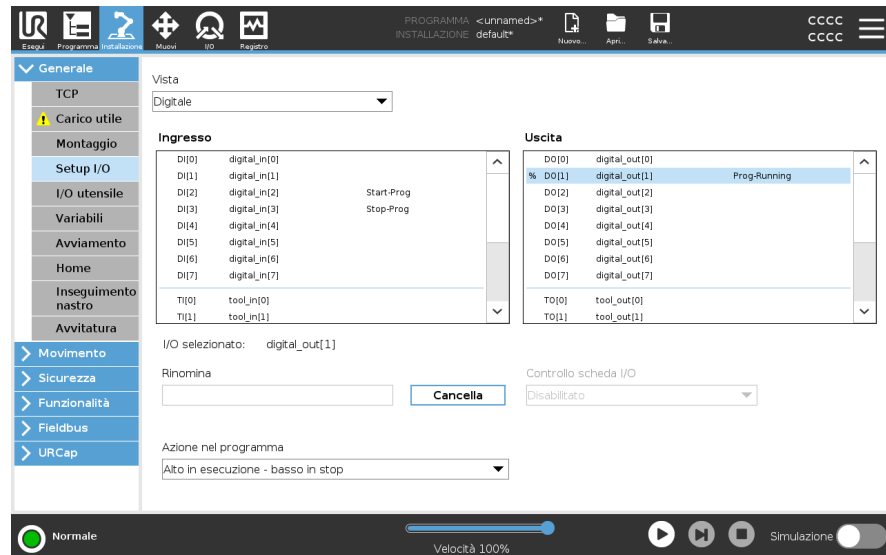 UR
Esegui
Programma
Installazione
Muovi
I/O
Registro
PROGRAMMA <unnamed>*
INSTALLAZIONE default*
Nuovo...
Apri...
Salva...
cccc
cccc
Generale
TCP
Carico utile
Montaggio
Setup I/O
I/O utensile
Variabili
Avviamento
Home
Inseguimento
nastro
Avvitatura
Movimento
Sicurezza
Funzionalità
Fieldbus
URCap
Vista
Digitale
Ingresso
DI[0] digital_in[0]
DI[1] digital_in[1]
DI[2] digital_in[2] Start-Prog
DI[3] digital_in[3] Stop-Prog
DI[4] digital_in[4]
DI[5] digital_in[5]
DI[6] digital_in[6]
DI[7] digital_in[7]
TI[0] tool_in[0]
TI[1] tool_in[1]
Uscita
DO[0] digital_out[0]
% DO[1] digital_out[1] Prog-Running
DO[2] digital_out[2]
DO[3] digital_out[3]
DO[4] digital_out[4]
DO[5] digital_out[5]
DO[6] digital_out[6]
DO[7] digital_out[7]
TO[0] tool_out[0]
TO[1] tool_out[1]
I/O selezionato: digital_out[1]
Rinomina
Cancella
Controllo scheda I/O
Disabilitato
Azione nel programma
Alto in esecuzione - basso in stop
Normale
Velocità 100%
Simulazione